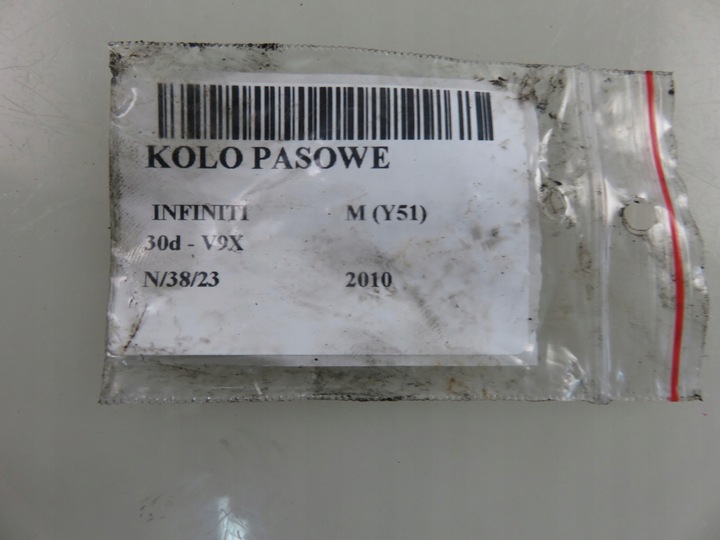 KOLO PASOWE
INFINITI M (Y51)
30d - V9X
N/38/23 2010